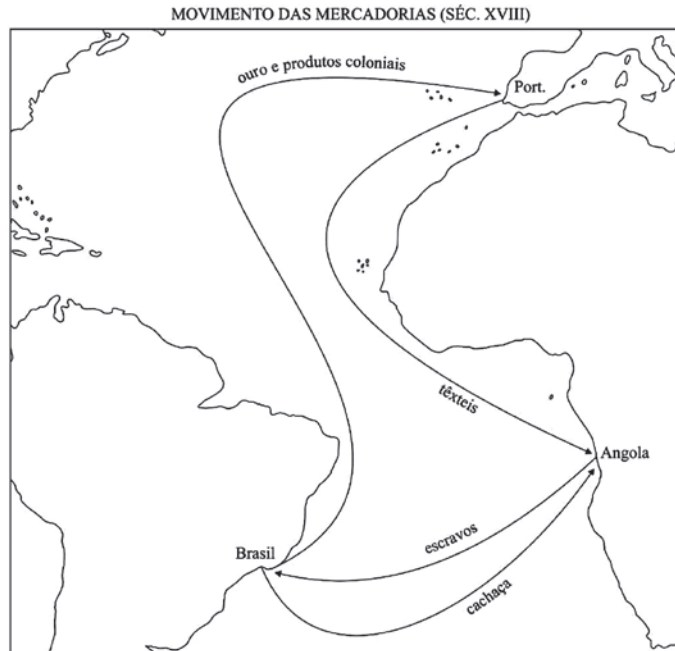 MOVIMENTO DAS MERCADORIAS (SÉC. XVIII)
ouro e produtos coloniais
Port.
têxteis
Angola
escravos
Brasil
cachaça